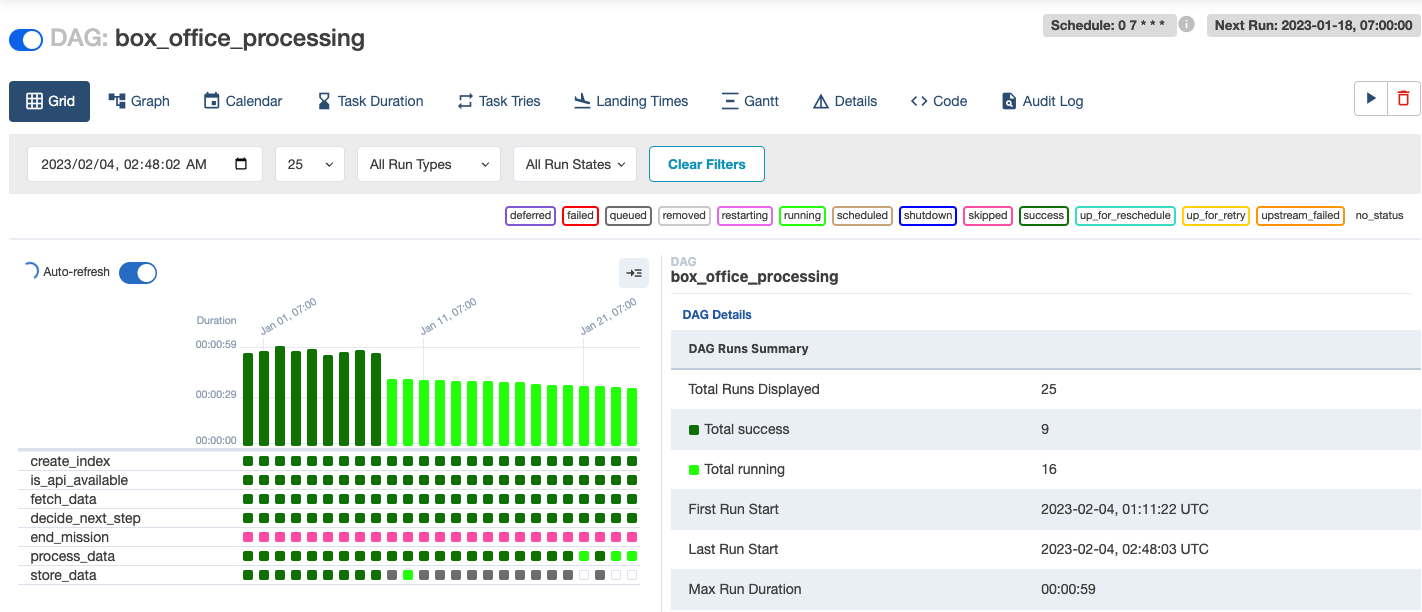 DAG: box_office_processing
Schedule: 0 7 * * *
Next Run: 2023-01-18, 07:00:00
Grid
Graph
Calendar
Task Duration
Task Tries
Landing Times
Gantt
Details
Code
Audit Log
2023/02/04, 02:48:02 AM
25
All Run Types
All Run States
Clear Filters
deferred
failed
queued
removed
restarting
running
scheduled
shutdown
skipped
success
up_for_reschedule
up_for_retry
upstream_failed
no_status
Auto-refresh
Duration
Jan 01, 07:00
Jan 11, 07:00
Jan 21, 07:00
00:00:59
00:00:29
00:00:00
create_index
is_api_available
fetch_data
decide_next_step
end_mission
process_data
store_data
DAG
box_office_processing
DAG Details
DAG Runs Summary
Total Runs Displayed 25
Total success 9
Total running 16
First Run Start 2023-02-04, 01:11:22 UTC
Last Run Start 2023-02-04, 02:48:03 UTC
Max Run Duration 00:00:59